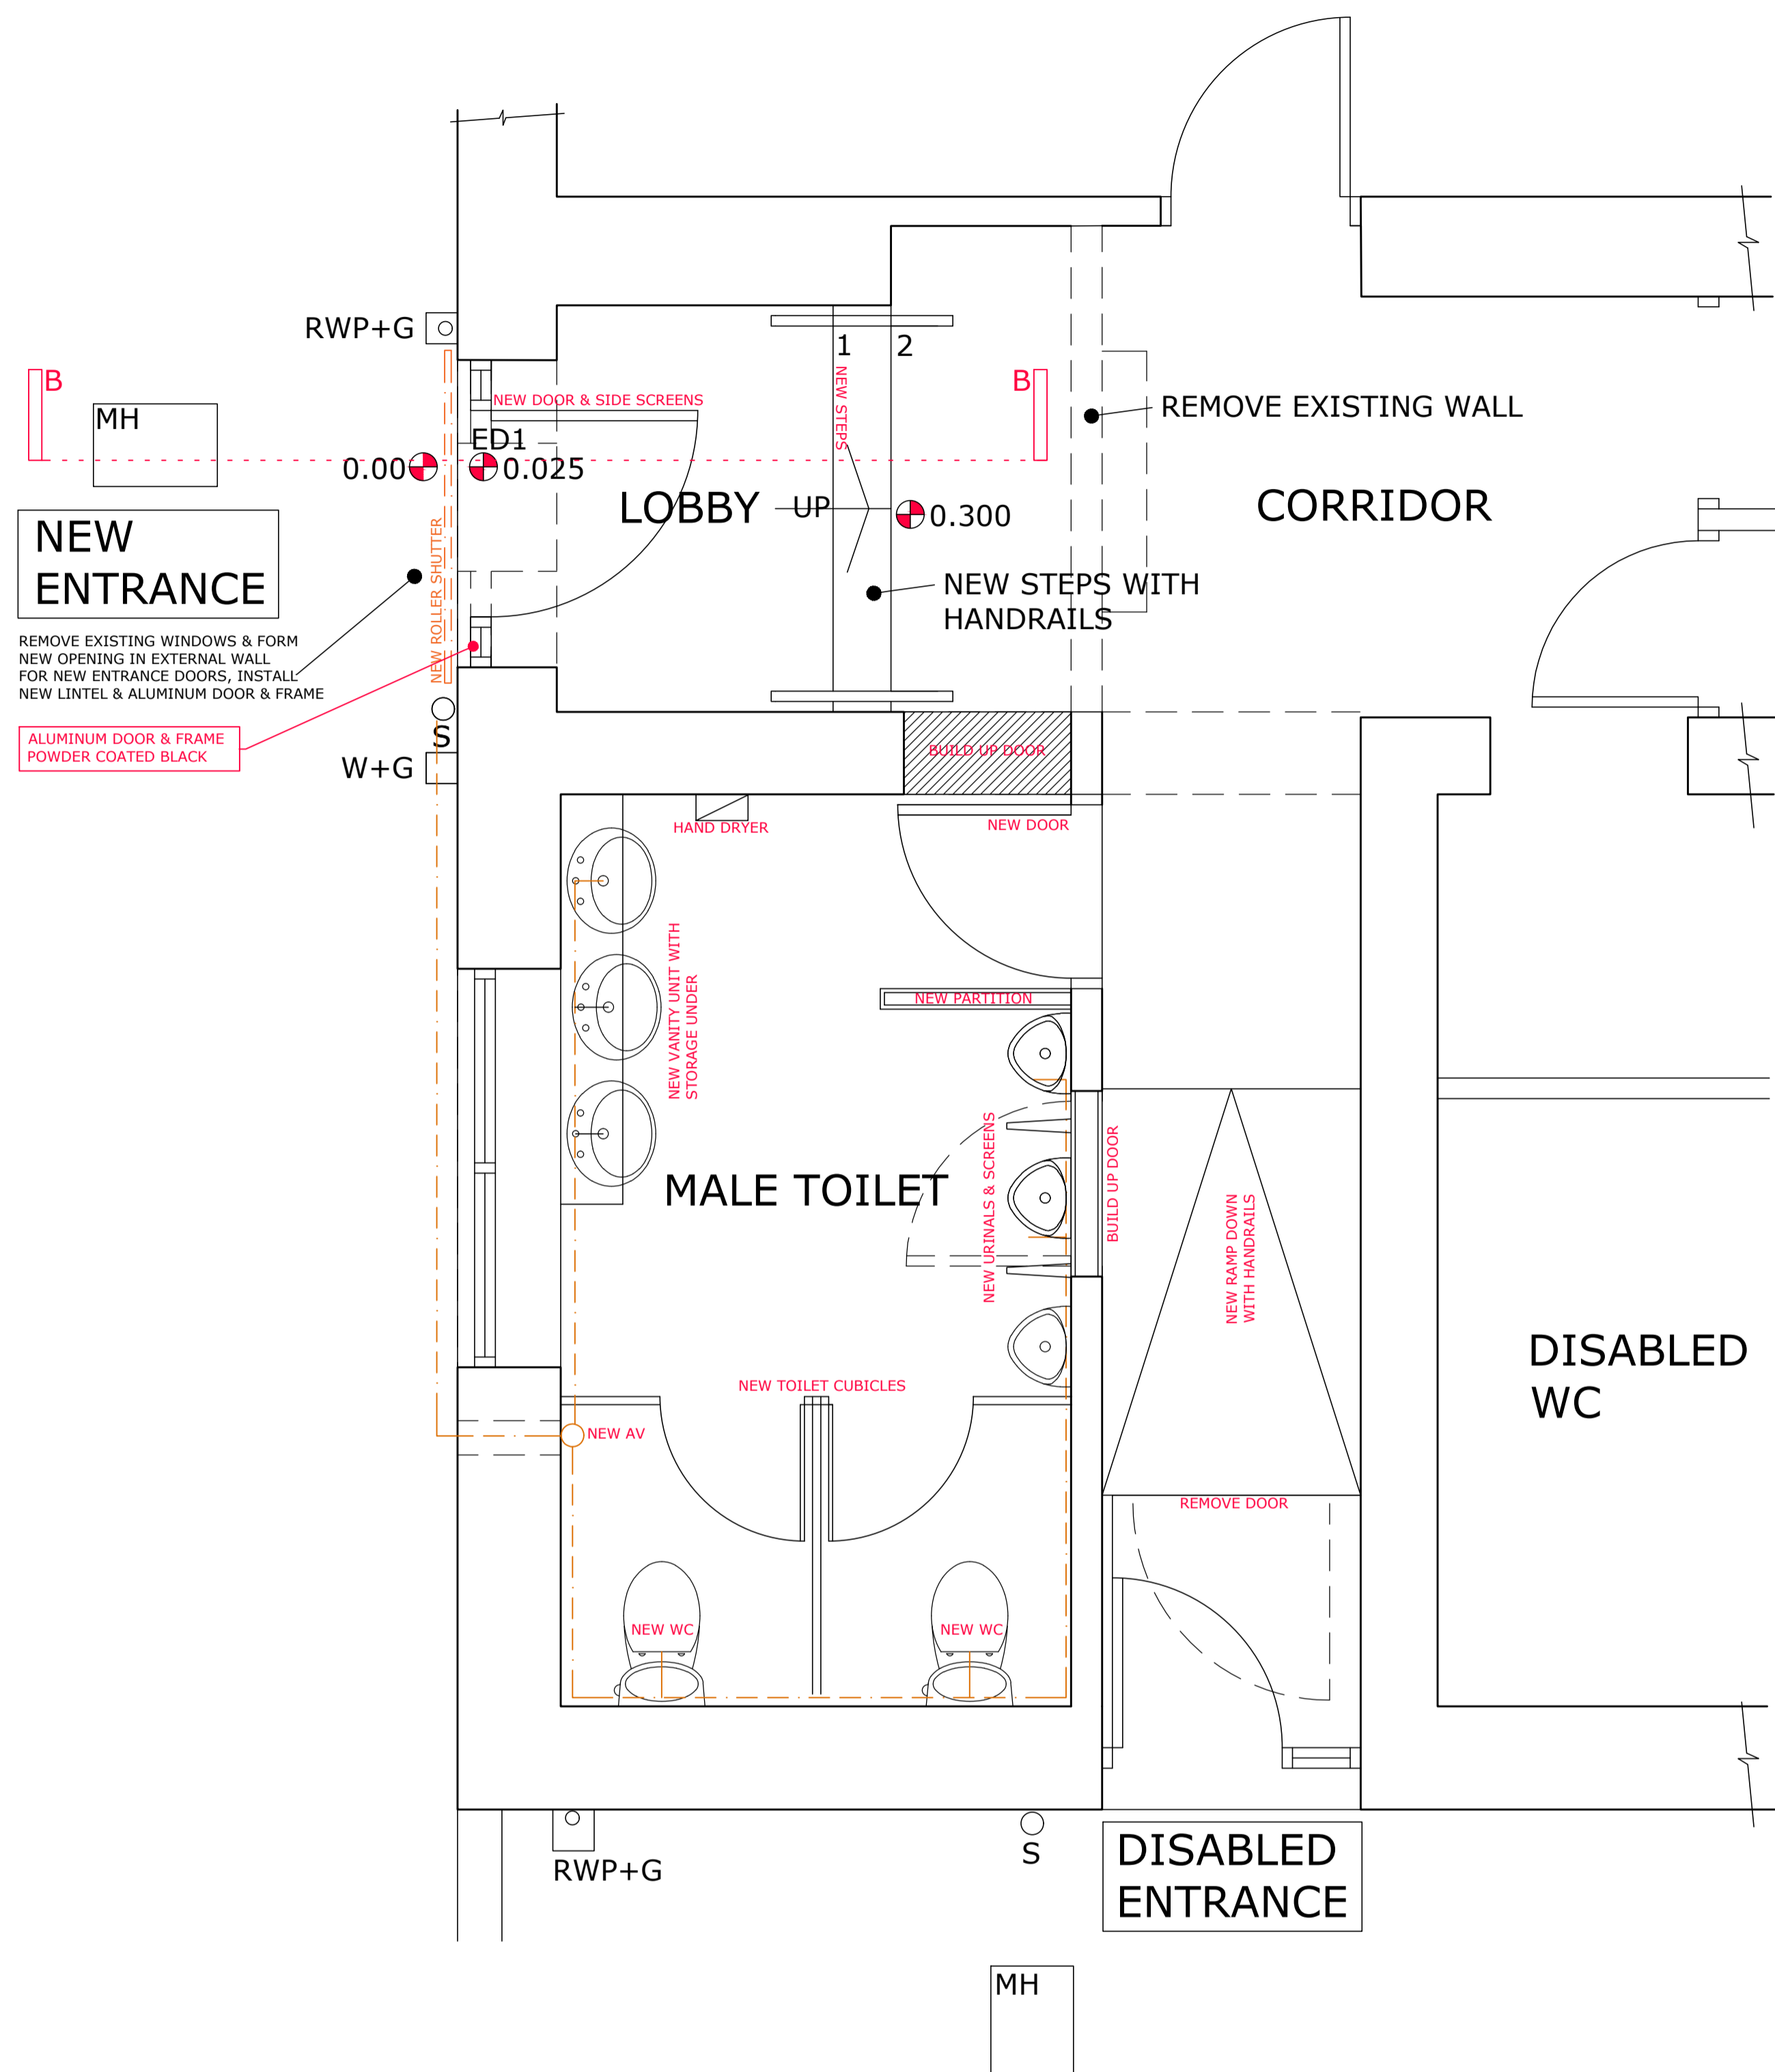 RWP+G
1
2
B
B
MH
NEW DOOR & SIDE SCREENS
NEW STEPS
REMOVE EXISTING WALL
ED1
0.00
0.025
LOBBY
UP
0.300
CORRIDOR
NEW
ENTRANCE
NEW ROLLER SHUTTER
NEW STEPS WITH
HANDRAILS
REMOVE EXISTING WINDOWS & FORM
NEW OPENING IN EXTERNAL WALL
FOR NEW ENTRANCE DOORS, INSTALL
NEW LINTEL & ALUMINUM DOOR & FRAME
ALUMINUM DOOR & FRAME
POWDER COATED BLACK
S
W+G
BUILD UP DOOR
HAND DRYER
NEW DOOR
NEW VANITY UNIT WITH
STORAGE UNDER
NEW PARTITION
MALE TOILET
NEW URINALS & SCREENS
BUILD UP DOOR
NEW RAMP DOWN
WITH HANDRAILS
DISABLED
WC
NEW TOILET CUBICLES
NEW AV
REMOVE DOOR
NEW WC
NEW WC
RWP+G
S
DISABLED
ENTRANCE
MH